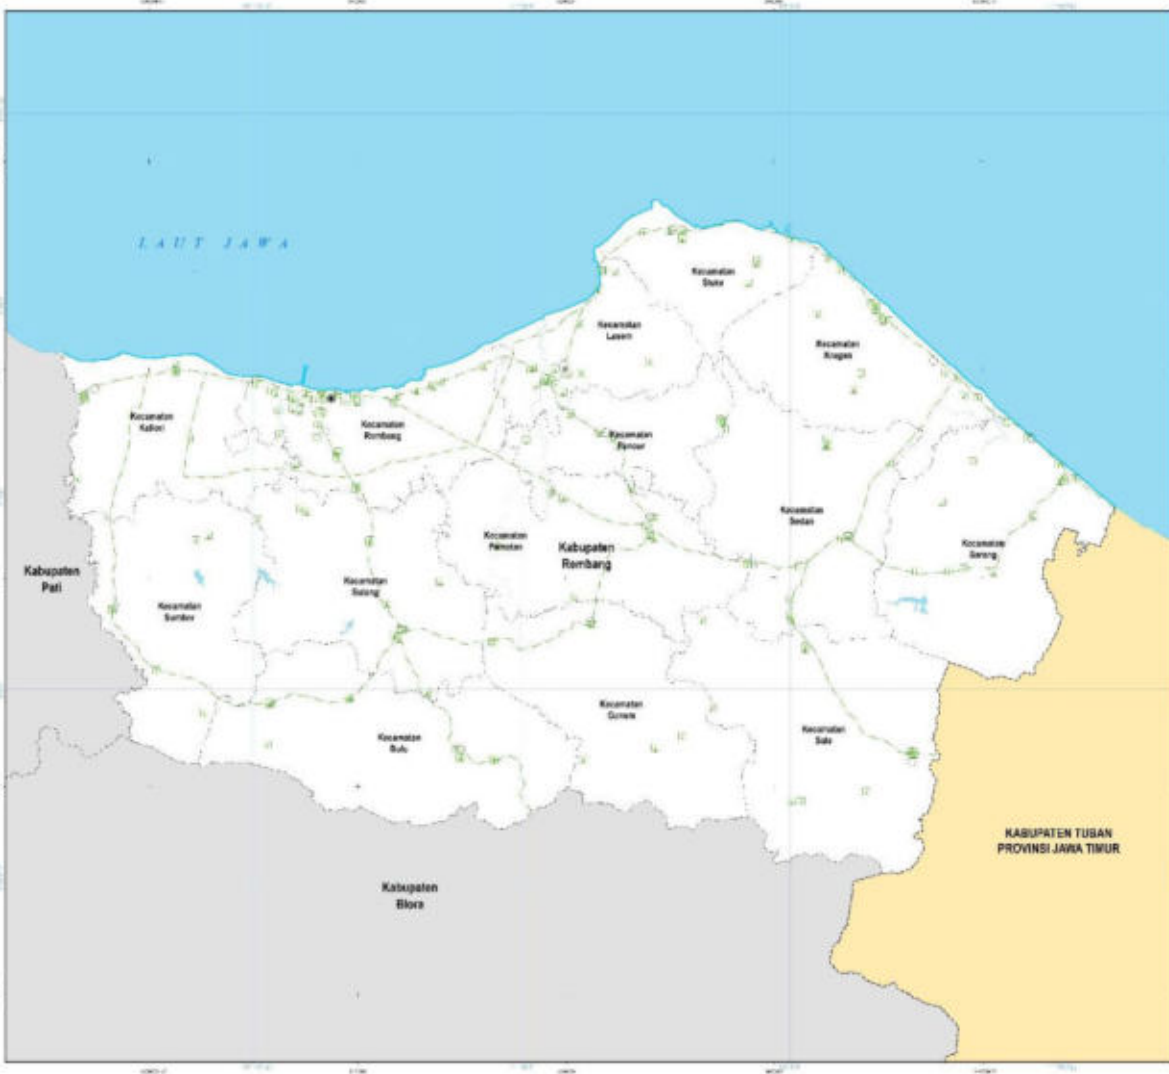 LAUT JAWA
Kecamatan
Sluke
Kecamatan
Lasem
Kecamatan
Kragan
Kecamatan
Kaliori
Kecamatan
Rembang
Kecamatan
Pancur
Kecamatan
Sedan
Kecamatan
Pamotan
Kabupaten
Rembang
Kecamatan
Sarang
Kabupaten
Pati
Kecamatan
Sulang
Kecamatan
Sumber
Kecamatan
Gunem
Kecamatan
Bulu
Kecamatan
Sale
KABUPATEN TUBAN
PROVINSI JAWA TIMUR
Kabupaten
Blora